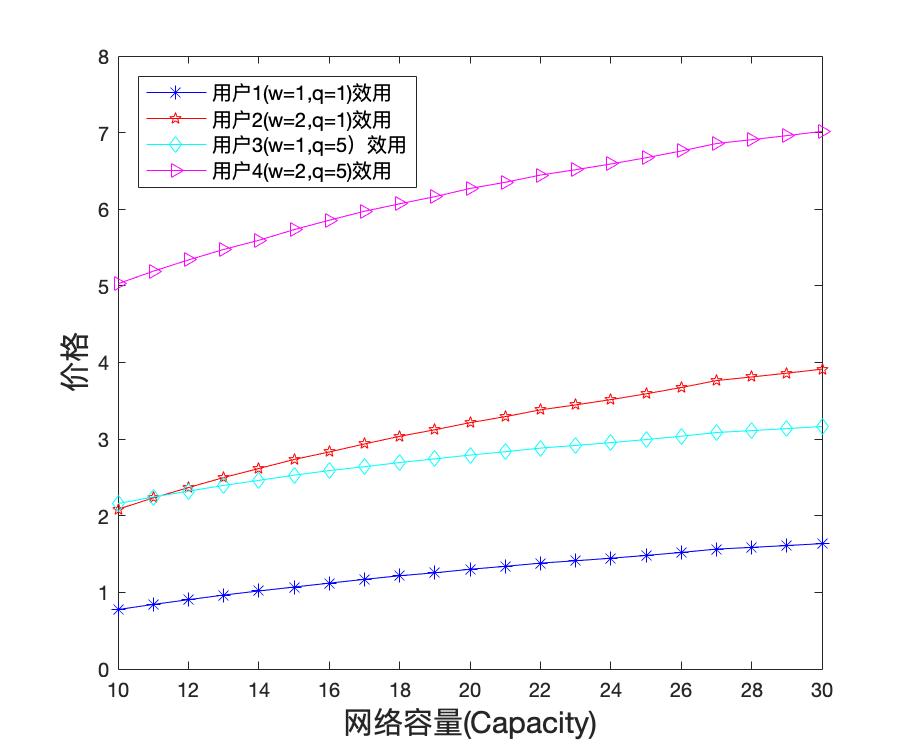 用户1(w=1,q=1)效用
用户2(w=2,q=1)效用
用户3(w=1,q=5）效用
用户4(w=2,q=5)效用
价格
8
7
6
5
4
3
2
1
0
10 12 14 16 18 20 22 24 26 28 30
网络容量(Capacity)